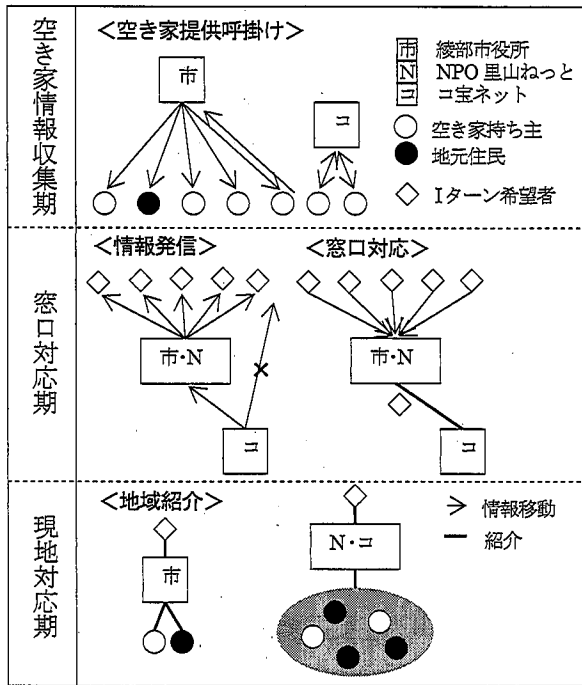 空き家情報収集期
<空き家提供呼掛け>
市
コ
市 綾部市役所
N NPO 里山ねっと
コ コ宝ネット
空き家持ち主
地元住民
Iターン希望者
窓口対応期
<情報発信>
<窓口対応>
市・N
市・N
コ
コ
現地対応期
<地域紹介>
市
N・コ
情報移動
紹介